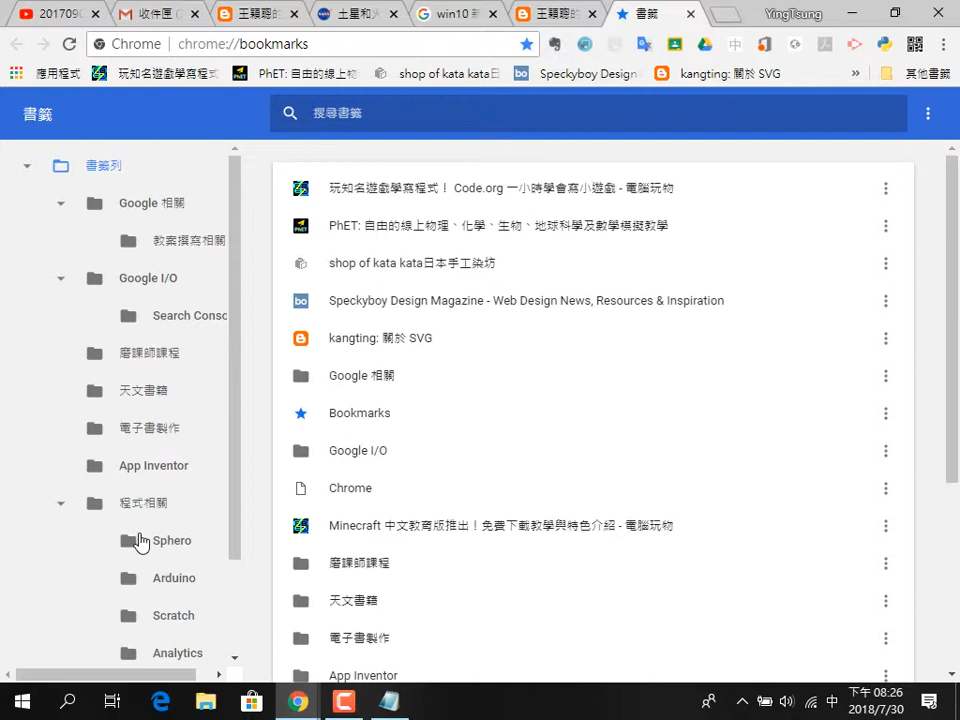 2017090
收件匣 (
王穎聰的
土星和火
win10 新
王穎聰的
書籤
YingTsung
Chrome
chrome://bookmarks
應用程式
玩知名遊戲學寫程式
PhET: 自由的線上物
shop of kata kata日
Speckyboy Design
kangting: 關於 SVG
»
其他書籤
書籤
搜尋書籤
書籤列
Google 相關
教案撰寫相關
Google I/O
Search Conso
磨課師課程
天文書籍
電子書製作
App Inventor
程式相關
Sphero
Arduino
Scratch
Analytics
玩知名遊戲學寫程式！ Code.org 一小時學會寫小遊戲 - 電腦玩物
PhET: 自由的線上物理、化學、生物、地球科學及數學模擬教學
shop of kata kata日本手工染坊
Speckyboy Design Magazine - Web Design News, Resources & Inspiration
kangting: 關於 SVG
Google 相關
Bookmarks
Google I/O
Chrome
Minecraft 中文教育版推出！免費下載教學與特色介紹 - 電腦玩物
磨課師課程
天文書籤
電子書製作
App Inventor
中
下午 08:26
2018/7/30